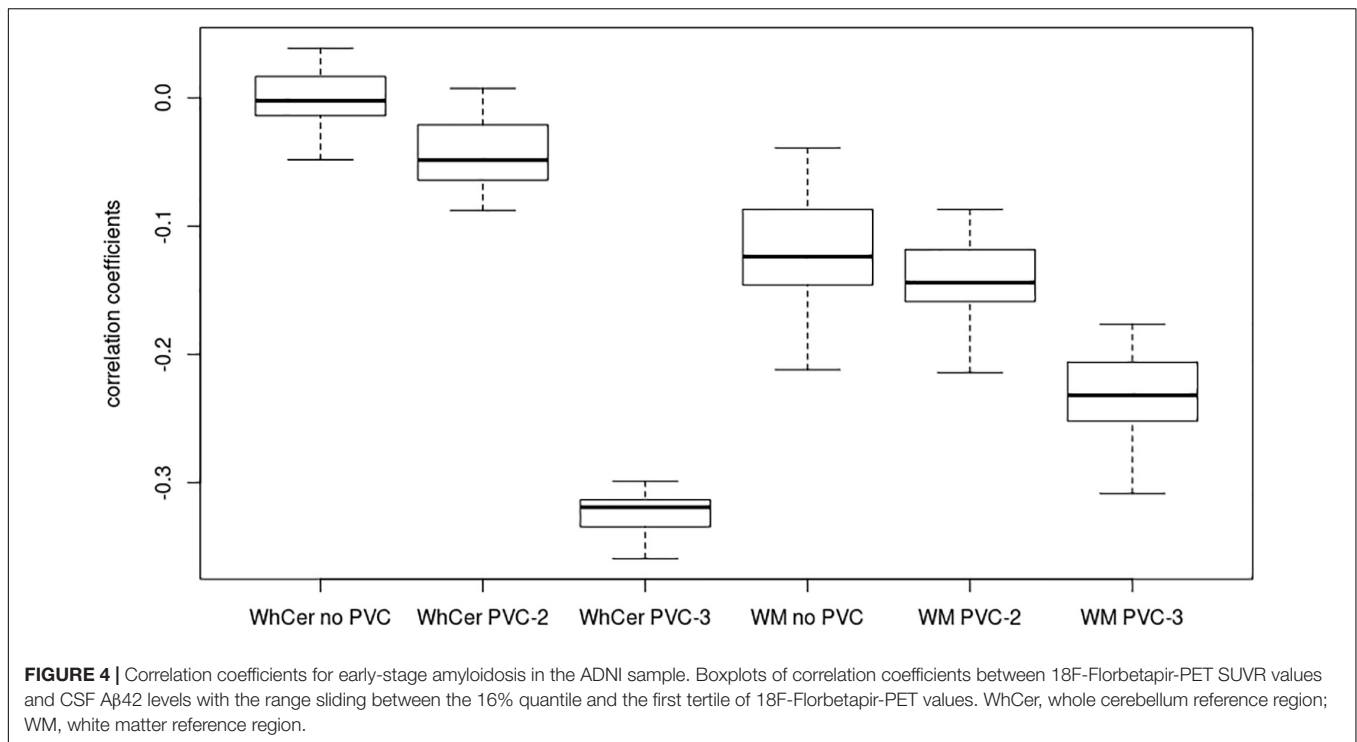 correlation coefficients
0.0
-0.1
-0.2
-0.3
WhCer no PVC WhCer PVC-2 WhCer PVC-3 WM no PVC WM PVC-2 WM PVC-3
FIGURE 4 | Correlation coefficients for early-stage amyloidosis in the ADNI sample. Boxplots of correlation coefficients between 18F-Florbetapir-PET SUVR values
and CSF Aβ42 levels with the range sliding between the 16% quantile and the first tertile of 18F-Florbetapir-PET values. WhCer, whole cerebellum reference region;
WM, white matter reference region.